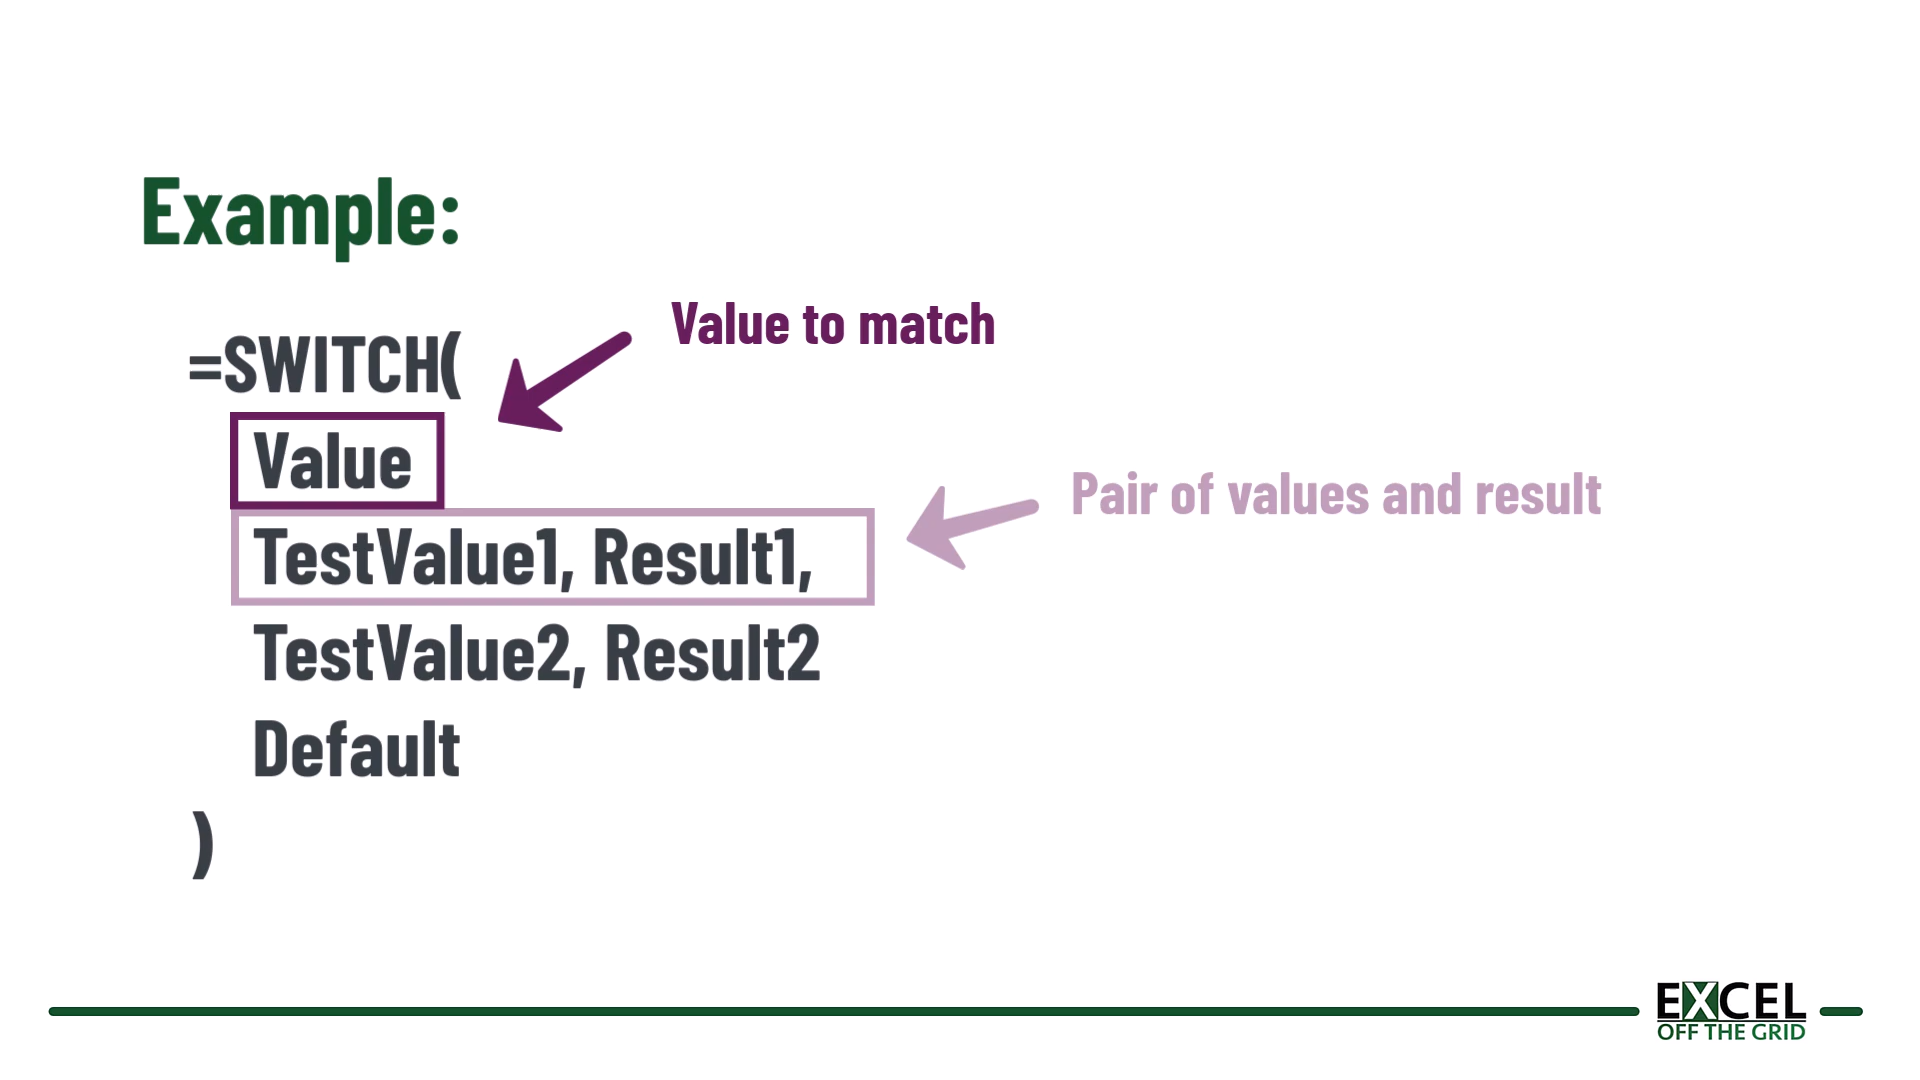 Example:
Value to match
=SWITCH(
Value
Pair of values and result
TestValue1, Result1,
TestValue2, Result2
Default
)
EXCEL
OFF THE GRID